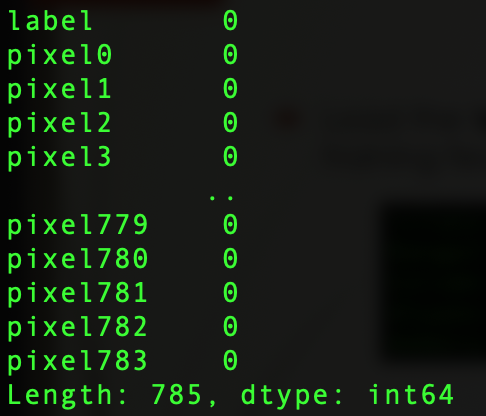 label 0
pixel0 0
pixel1 0
pixel2 0
pixel3 0
..
pixel779 0
pixel780 0
pixel781 0
pixel782 0
pixel783 0
Length: 785, dtype: int64